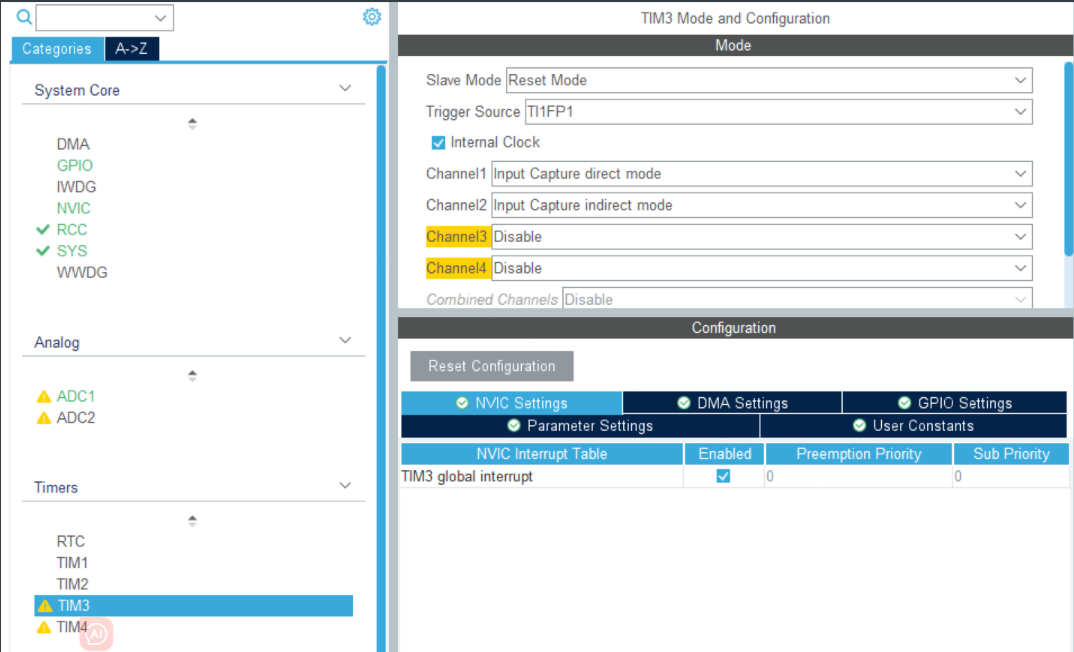 Categories
A->Z
System Core
DMA
GPIO
IWDG
NVIC
RCC
SYS
WWDG
Analog
ADC1
ADC2
Timers
RTC
TIM1
TIM2
TIM3
TIM4
AI
TIM3 Mode and Configuration
Mode
Slave Mode Reset Mode
Trigger Source TI1FP1
Internal Clock
Channel1 Input Capture direct mode
Channel2 Input Capture indirect mode
Channel3 Disable
Channel4 Disable
Combined Channels Disable
Configuration
Reset Configuration
NVIC Settings DMA Settings GPIO Settings
Parameter Settings User Constants
NVIC Interrupt Table Enabled Preemption Priority Sub Priority
TIM3 global interrupt 0 0